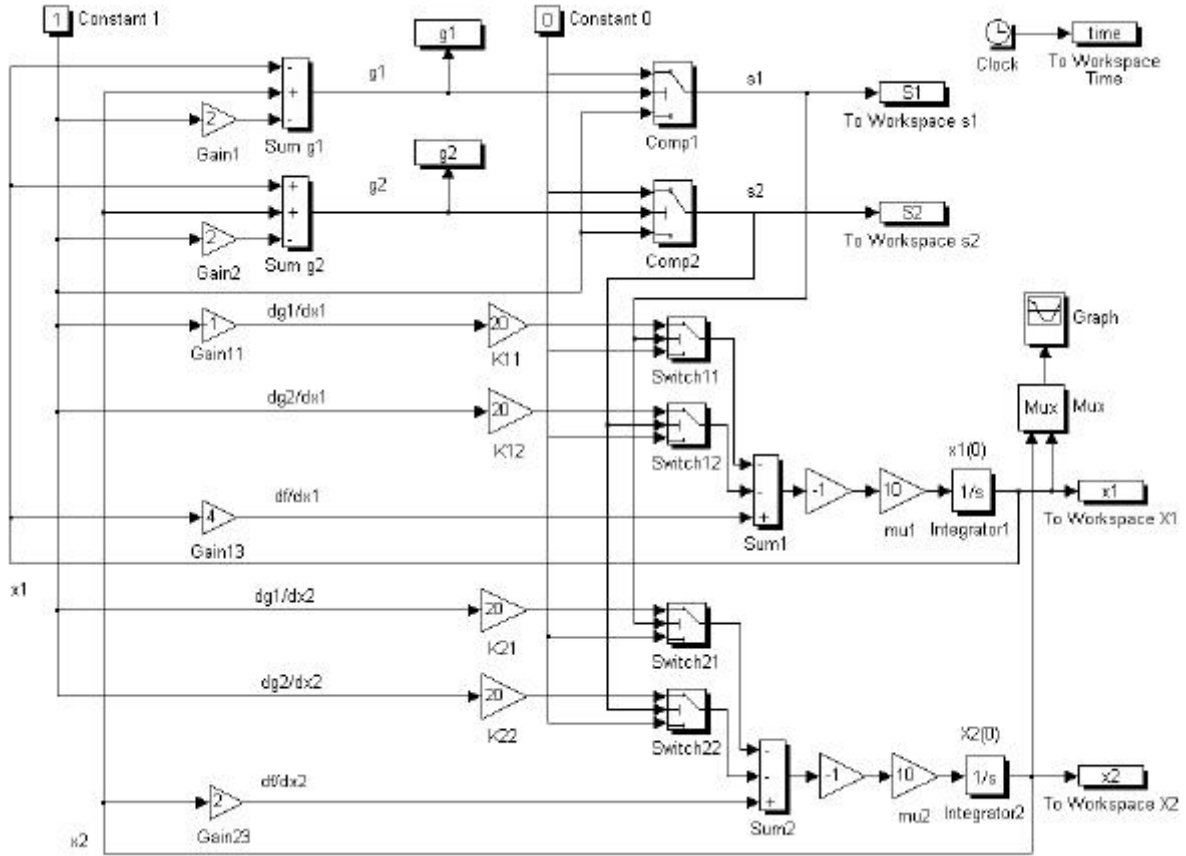 1 Constant 1
0 Constant 0
g1
time
Clock
To Workspace
Time
-
+
-
g1
s1
S1
To Workspace s1
2
Gain1
Sum g1
Comp1
g2
+
+
-
g2
s2
S2
To Workspace s2
2
Gain2
Sum g2
Comp2
dg1/dx1
-1
Gain11
20
K11
Switch11
Graph
dg2/dx1
20
K12
Switch12
Mux
Mux
x1(0)
df/dx1
4
Gain13
-
-
+
Sum1
-1
10
mu1
1/s
Integrator1
x1
To Workspace X1
x1
dg1/dx2
20
K21
Switch21
dg2/dx2
20
K22
Switch22
X2(0)
df/dx2
2
Gain23
-
-
+
Sum2
-1
10
mu2
1/s
Integrator2
x2
To Workspace X2
x2